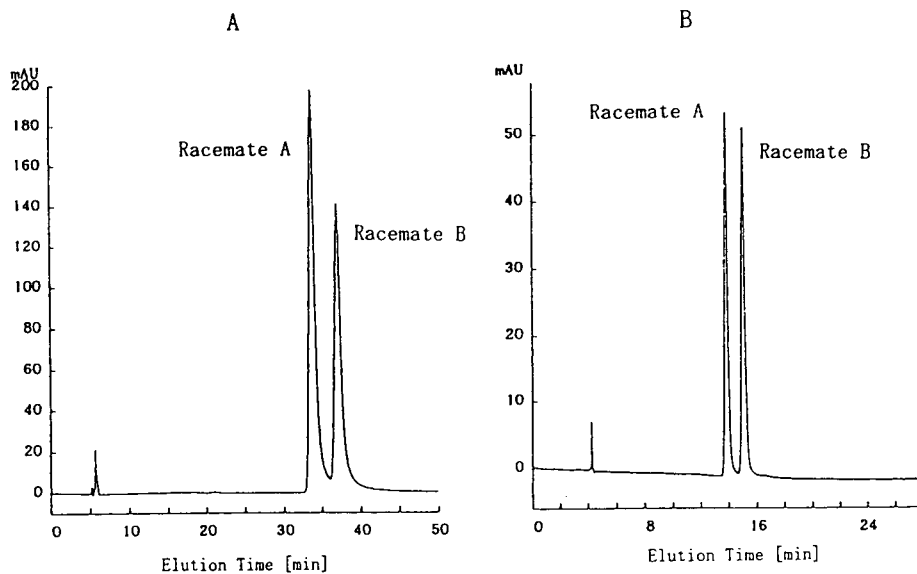 A
mAU
200
180
160
140
120
100
80
60
40
20
0
Racemate A
Racemate B
0 10 20 30 40 50
Elution Time [min]
B
mAU
50
40
30
20
10
0
Racemate A
Racemate B
0 8 16 24
Elution Time [min]